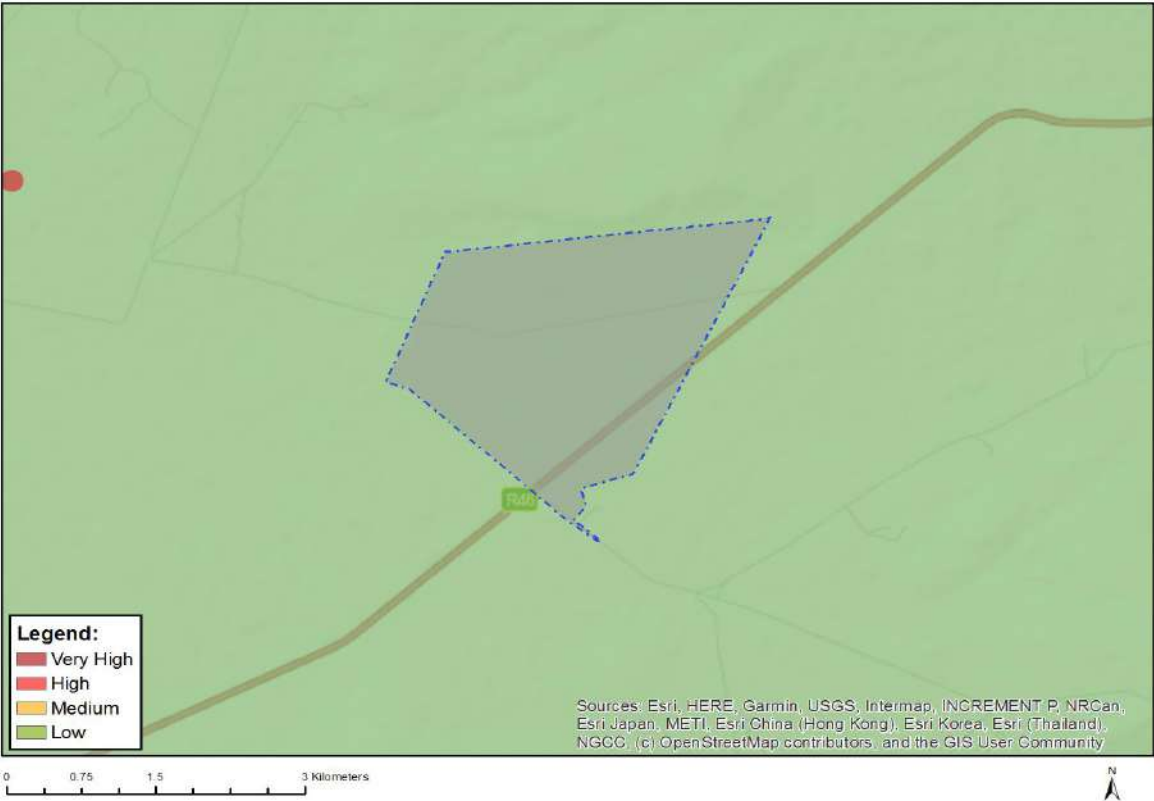 R46
Legend:
Very High
High
Medium
Low
Sources: Esri, HERE, Garmin, USGS, Intermap, INCREMENT P, NRCan,
Esri Japan, METI, Esri China (Hong Kong), Esri Korea, Esri (Thailand),
NGCC, (c) OpenStreetMap contributors, and the GIS User Community
0 0.75 1.5 3 Kilometers
N